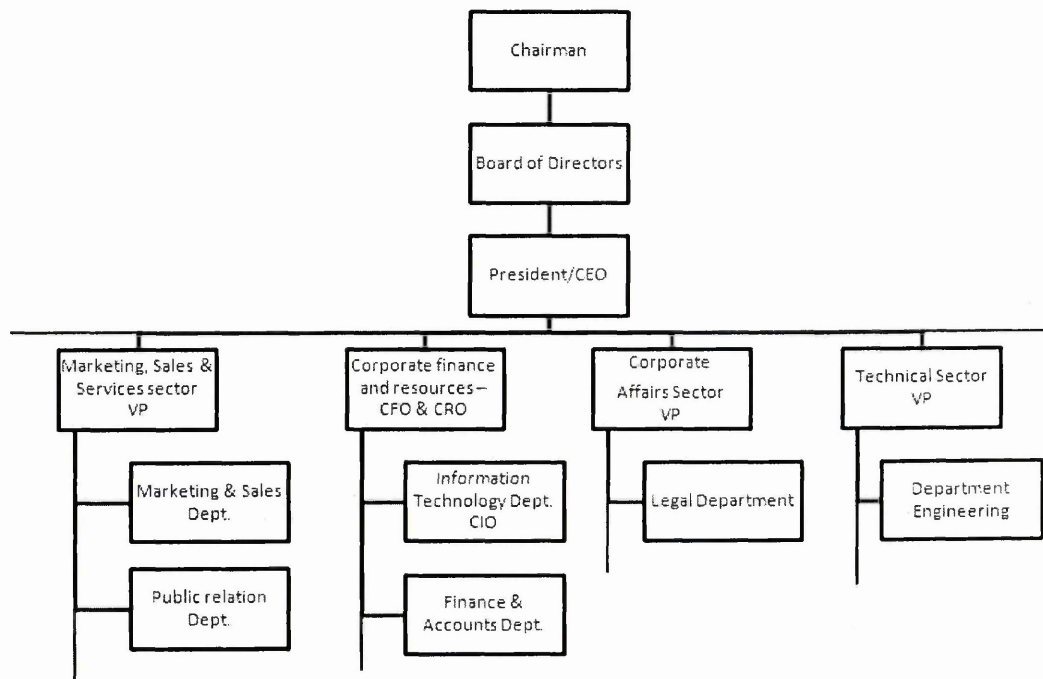 Chairman
Board of Directors
President/CEO
Marketing, Sales &
Services sector
VP
Corporate finance
and resources–
CFO & CRO
Corporate
Affairs Sector
VP
Technical Sector
VP
Marketing & Sales
Dept.
Information
Technology Dept.
CIO
Legal Department
Department
Engineering
Public relation
Dept.
Finance &
Accounts Dept.